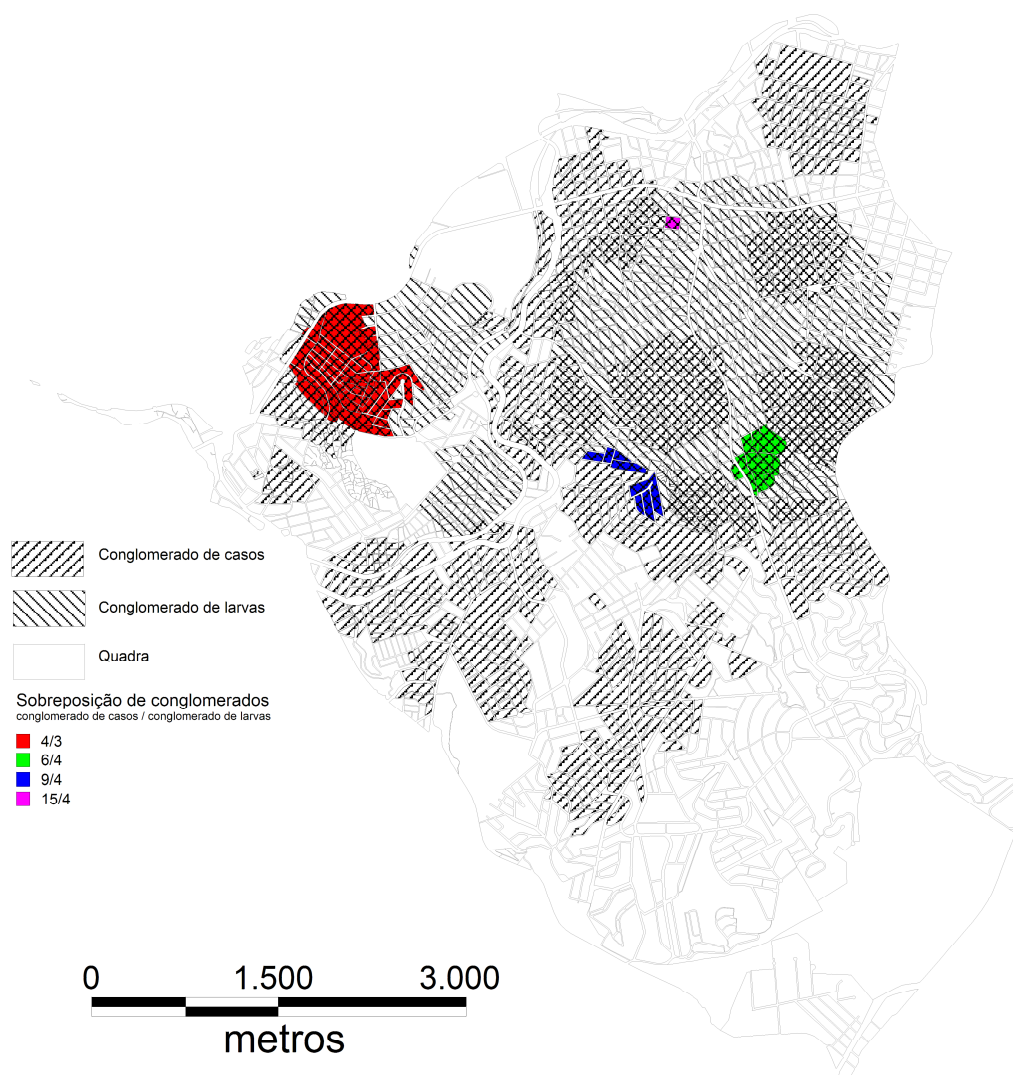 Conglomerado de casos
Conglomerado de larvas
Quadra
Sobreposição de conglomerados
conglomerado de casos / conglomerado de larvas
4/3
6/4
9/4
15/4
0 1.500 3.000
metros